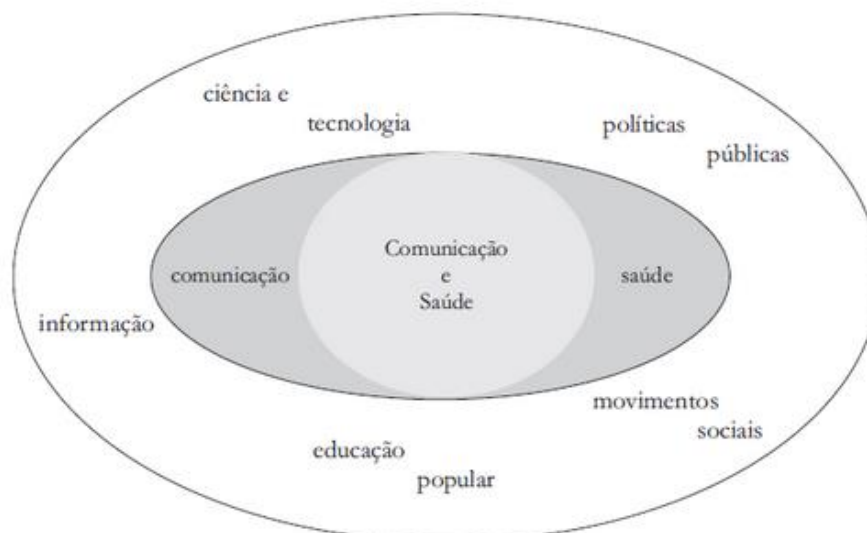 ciência e
tecnologia
políticas
públicas
comunicação
Comunicação
e
Saúde
saúde
informação
movimentos
sociais
educação
popular